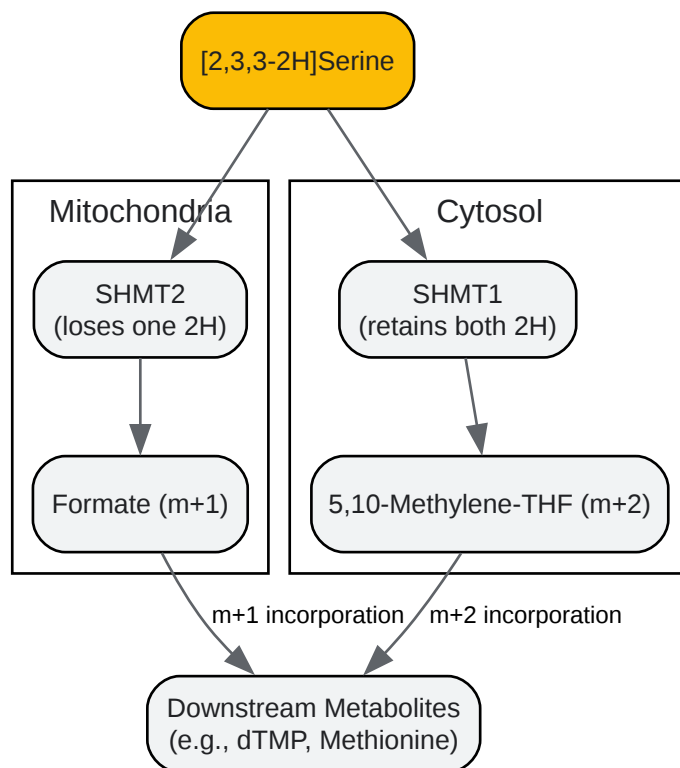 [2,3,3-2H]Serine
Mitochondria
Cytosol
SHMT2
(loses one 2H)
SHMT1
(retains both 2H)
Formate (m+1)
5,10-Methylene-THF (m+2)
m+1 incorporation
m+2 incorporation
Downstream Metabolites
(e.g., dTMP, Methionine)